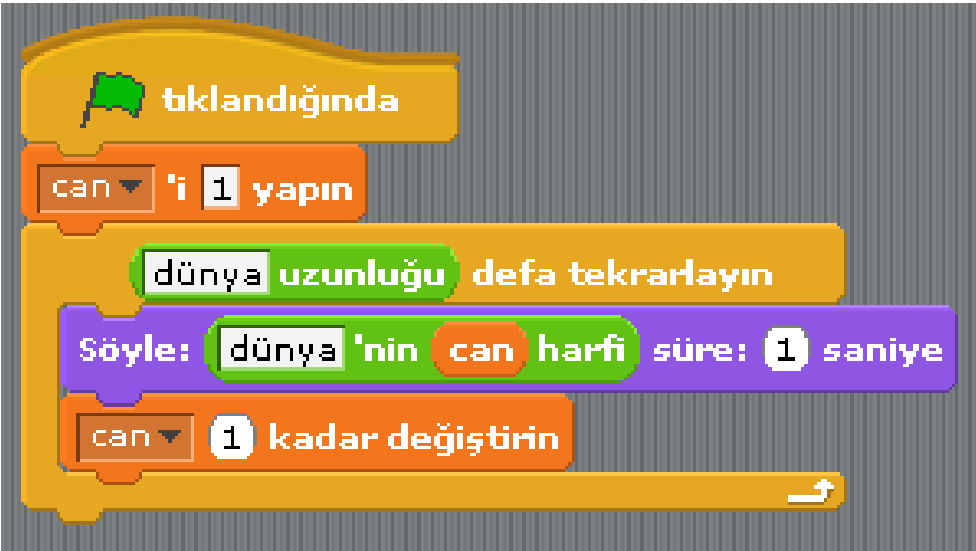 tıklandığında
can 'i 1 yapın
dünya uzunluğu defa tekrarlayın
Söyle: dünya 'nin can harfi süre: 1 saniye
can 1 kadar değiştirin